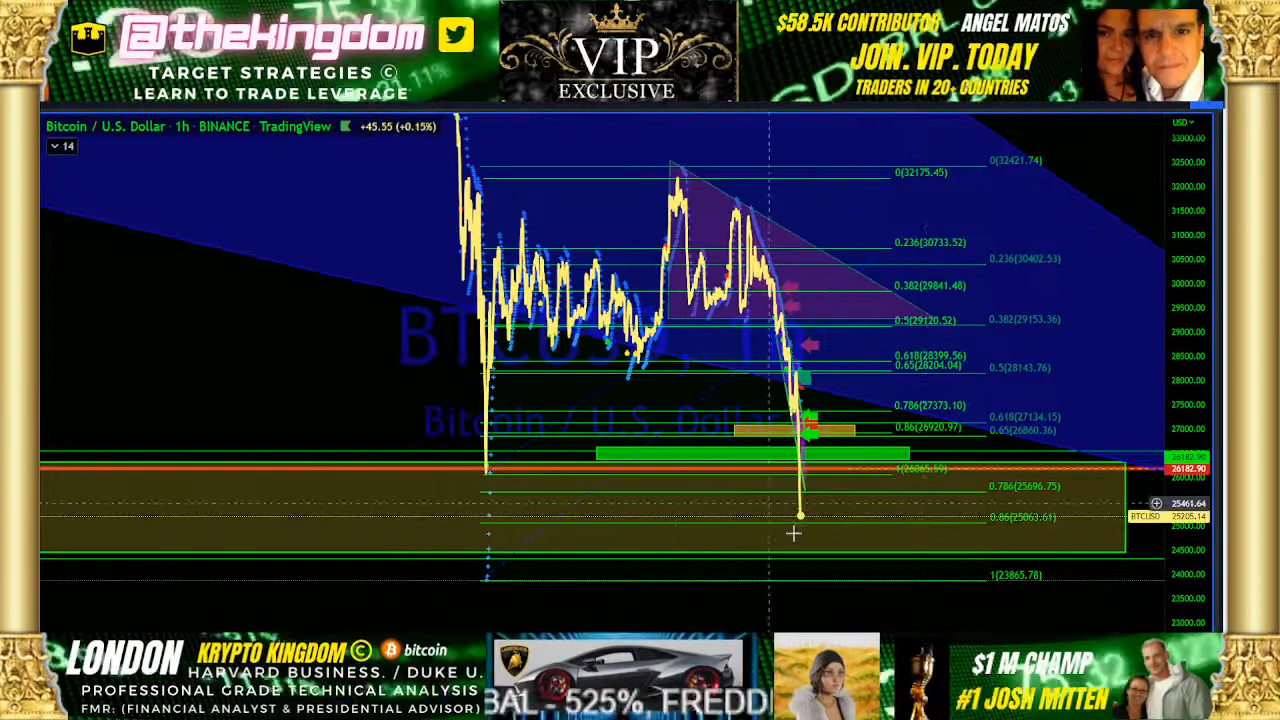 @thekingdom
TARGET STRATEGIES ©
LEARN TO TRADE LEVERAGE
VIP
EXCLUSIVE
$58.5K CONTRIBUTOR ANGEL MATOS
JOIN. VIP. TODAY
TRADERS IN 20+ COUNTRIES
Bitcoin / U.S. Dollar · 1h · BINANCE · TradingView +45.55 (+0.15%)
14
USD
33000.00
32500.00
32000.00
31500.00
31000.00
30500.00
30000.00
29500.00
29000.00
28500.00
28000.00
27500.00
27000.00
26182.90
26182.90
26000.00
25461.64
BTCUSD 25205.14
25000.00
24500.00
24000.00
23500.00
23000.00
0(32421.74)
0(32175.45)
0.236(30733.52)
0.236(30402.53)
0.382(29841.48)
0.5(29120.52)
0.382(29153.36)
0.618(28399.56)
0.65(28204.04)
0.5(28143.76)
0.786(27373.10)
0.618(27134.15)
0.86(26920.97)
0.65(26860.36)
1(26065.59)
0.786(25696.75)
0.86(25063.61)
1(23865.78)
Bitcoin / U.S. Dollar
LONDON KRYPTO KINGDOM © bitcoin
HARVARD BUSINESS. / DUKE U.
PROFESSIONAL GRADE TECHNICAL ANALYSIS
FMR: (FINANCIAL ANALYST & PRESIDENTIAL ADVISOR)
BAL - 525%, FREDD
$1 M CHAMP
#1 JOSH MITTEN